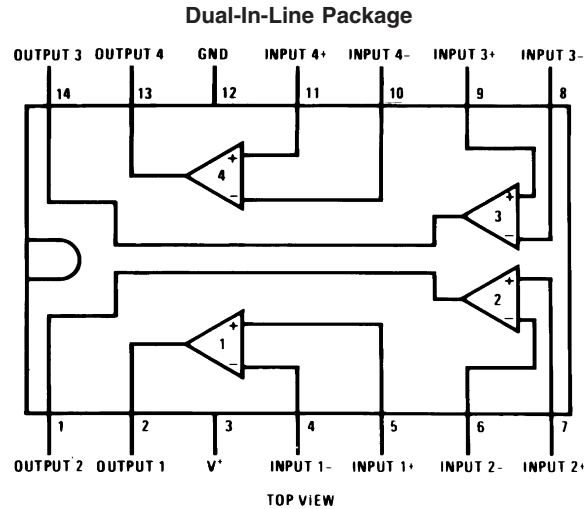 Dual-In-Line Package
OUTPUT 3 OUTPUT 4 GND INPUT 4+ INPUT 4- INPUT 3+ INPUT 3-
14 13 12 11 10 9 8
+
4
-
+
3
-
+
2
-
+
1
-
1 2 3 4 5 6 7
OUTPUT 2 OUTPUT 1 V+ INPUT 1- INPUT 1+ INPUT 2- INPUT 2+
TOP VIEW